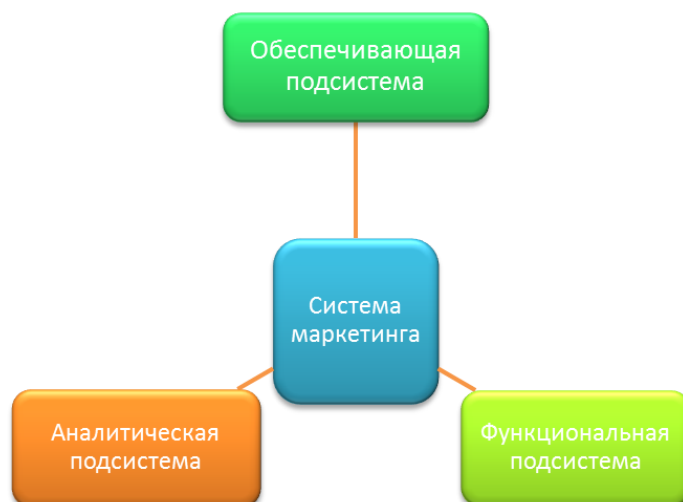 Обеспечивающая
подсистема
Система
маркетинга
Аналитическая
подсистема
Функциональная
подсистема